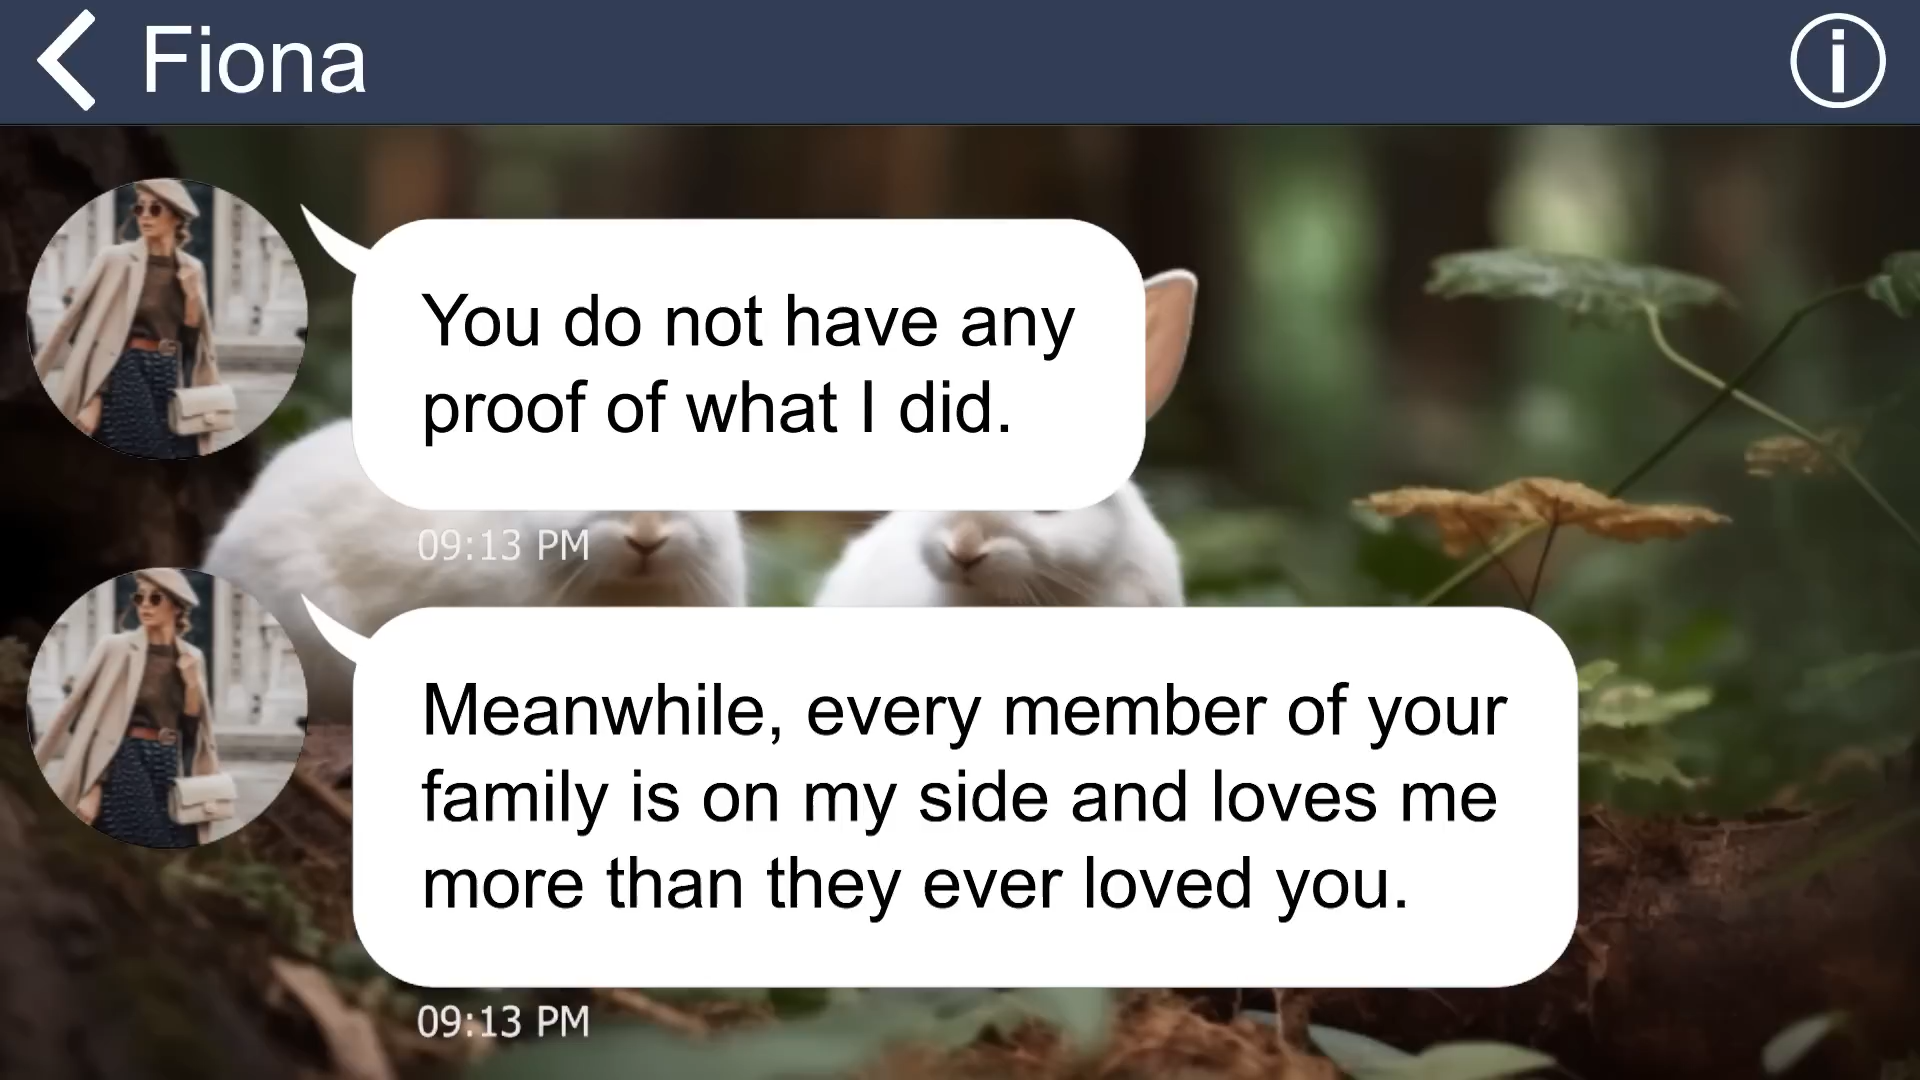 Fiona
You do not have any
proof of what I did.
09:13 PM
Meanwhile, every member of your
family is on my side and loves me
more than they ever loved you.
09:13 PM